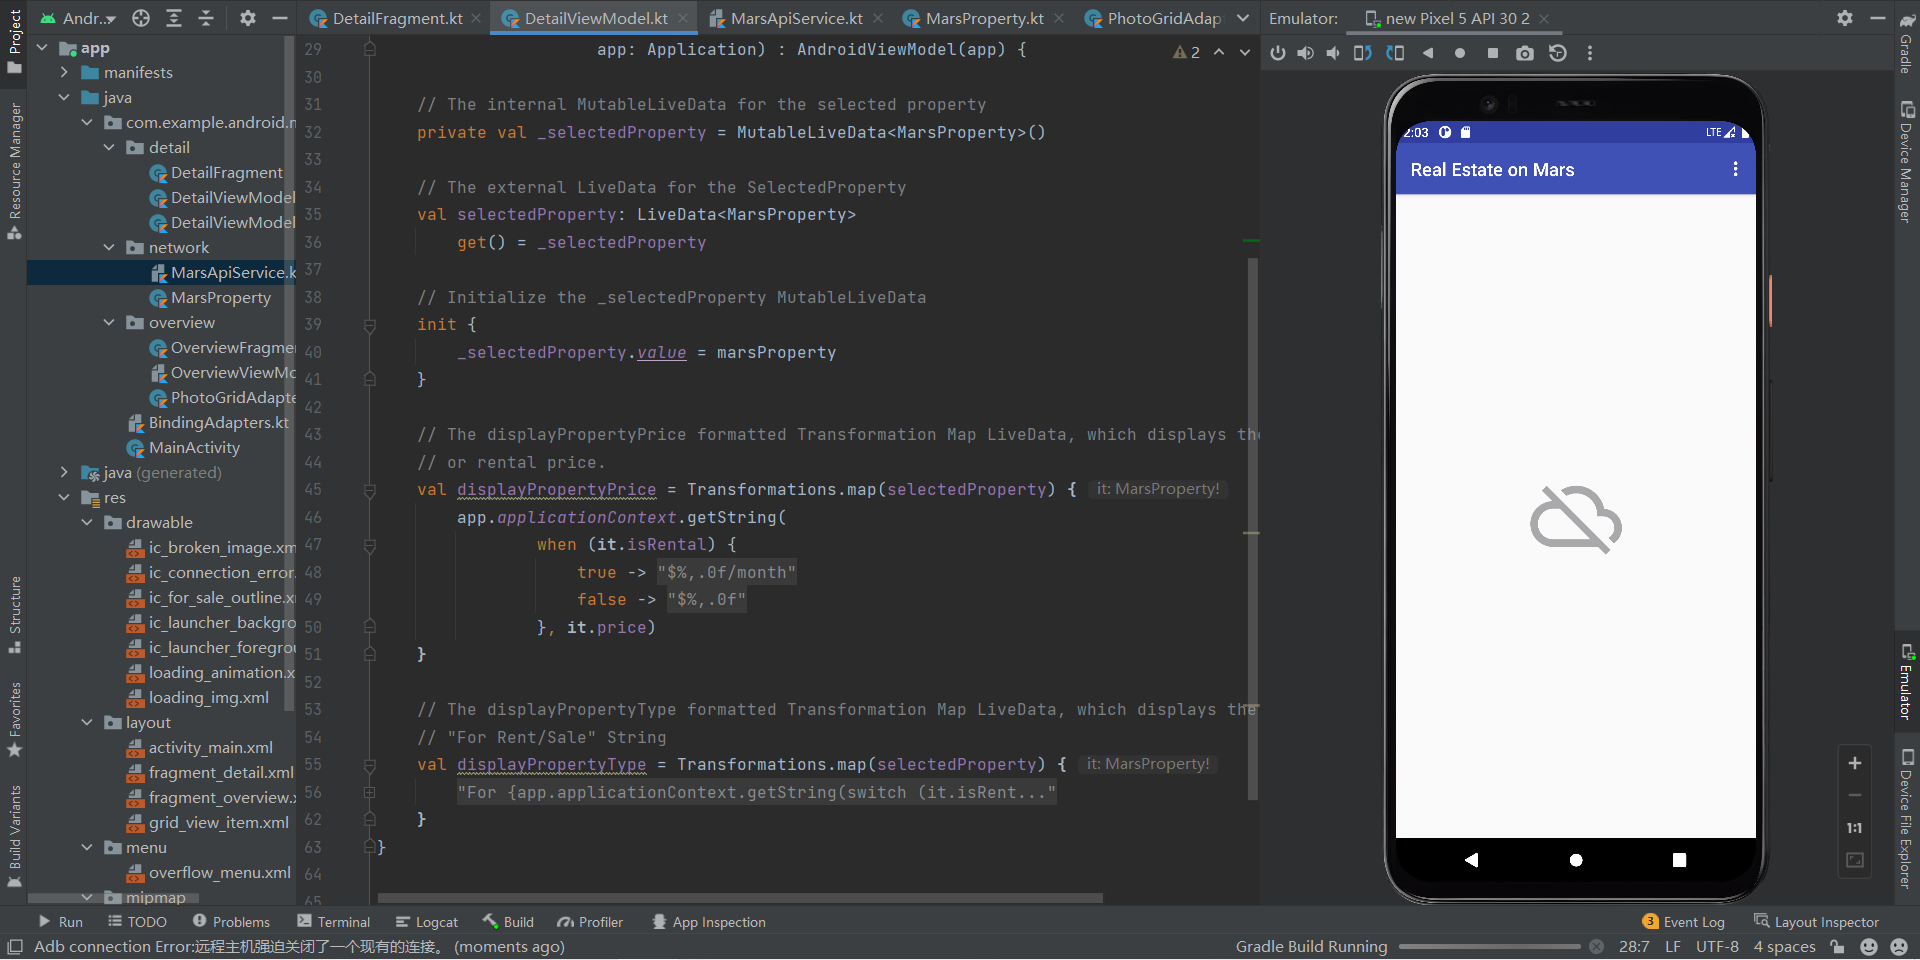 Andr...
DetailFragment.kt
DetailViewModel.kt
MarsApiService.kt
MarsProperty.kt
PhotoGridAdap
Emulator:
new Pixel 5 API 30 2
Project
Resource Manager
Structure
Favorites
Build Variants
app
manifests
java
com.example.android.m
detail
DetailFragment
DetailViewModel
DetailViewModel
network
MarsApiService.k
MarsProperty
overview
OverviewFragme
OverviewViewMo
PhotoGridAdapte
BindingAdapters.kt
MainActivity
java (generated)
res
drawable
ic_broken_image.xm
ic_connection_error.
ic_for_sale_outline.x
ic_launcher_backgro
ic_launcher_foregrou
loading_animation.x
loading_img.xml
layout
activity_main.xml
fragment_detail.xml
fragment_overview.x
grid_view_item.xml
menu
overflow_menu.xml
mipmap
2
29 app: Application) : AndroidViewModel(app) {
30
31 // The internal MutableLiveData for the selected property
32 private val _selectedProperty = MutableLiveData<MarsProperty>()
33
34 // The external LiveData for the SelectedProperty
35 val selectedProperty: LiveData<MarsProperty>
36 get() = _selectedProperty
37
38 // Initialize the _selectedProperty MutableLiveData
39 init {
40 _selectedProperty.value = marsProperty
41 }
42
43 // The displayPropertyPrice formatted Transformation Map LiveData, which displays the
44 // or rental price.
45 val displayPropertyPrice = Transformations.map(selectedProperty) { it: MarsProperty!
46 app.applicationContext.getString(
47 when (it.isRental) {
48 true -> "$%,.0f/month"
49 false -> "$%,.0f"
50 }, it.price)
51 }
52
53 // The displayPropertyType formatted Transformation Map LiveData, which displays the
54 // "For Rent/Sale" String
55 val displayPropertyType = Transformations.map(selectedProperty) { it: MarsProperty!
56 "For {app.applicationContext.getString(switch (it.isRent..."
62 }
63 }
64
65
2:03
LTE
Real Estate on Mars
1:1
Gradle
Device Manager
Emulator
Device File Explorer
Run
TODO
Problems
Terminal
Logcat
Build
Profiler
App Inspection
3
Event Log
Layout Inspector
Adb connection Error:远程主机强迫关闭了一个现有的连接。 (moments ago)
Gradle Build Running
28:7
LF
UTF-8
4 spaces